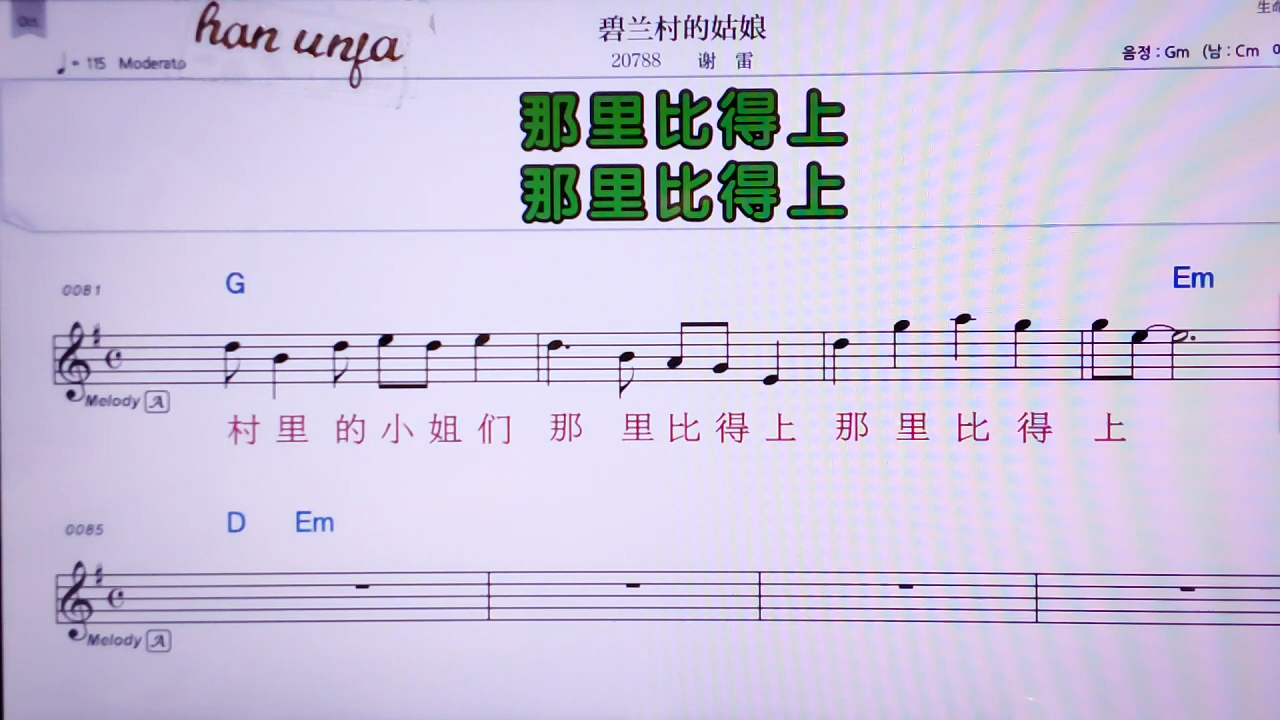 han unfa
碧兰村的姑娘
♩= 115 Moderato
20788 谢 雷
음정 : Gm (남 : Cm
那里比得上
那里比得上
G Em
0081
Melody A
村里的小姐们那里比得上那里比得上
D Em
0085
Melody A